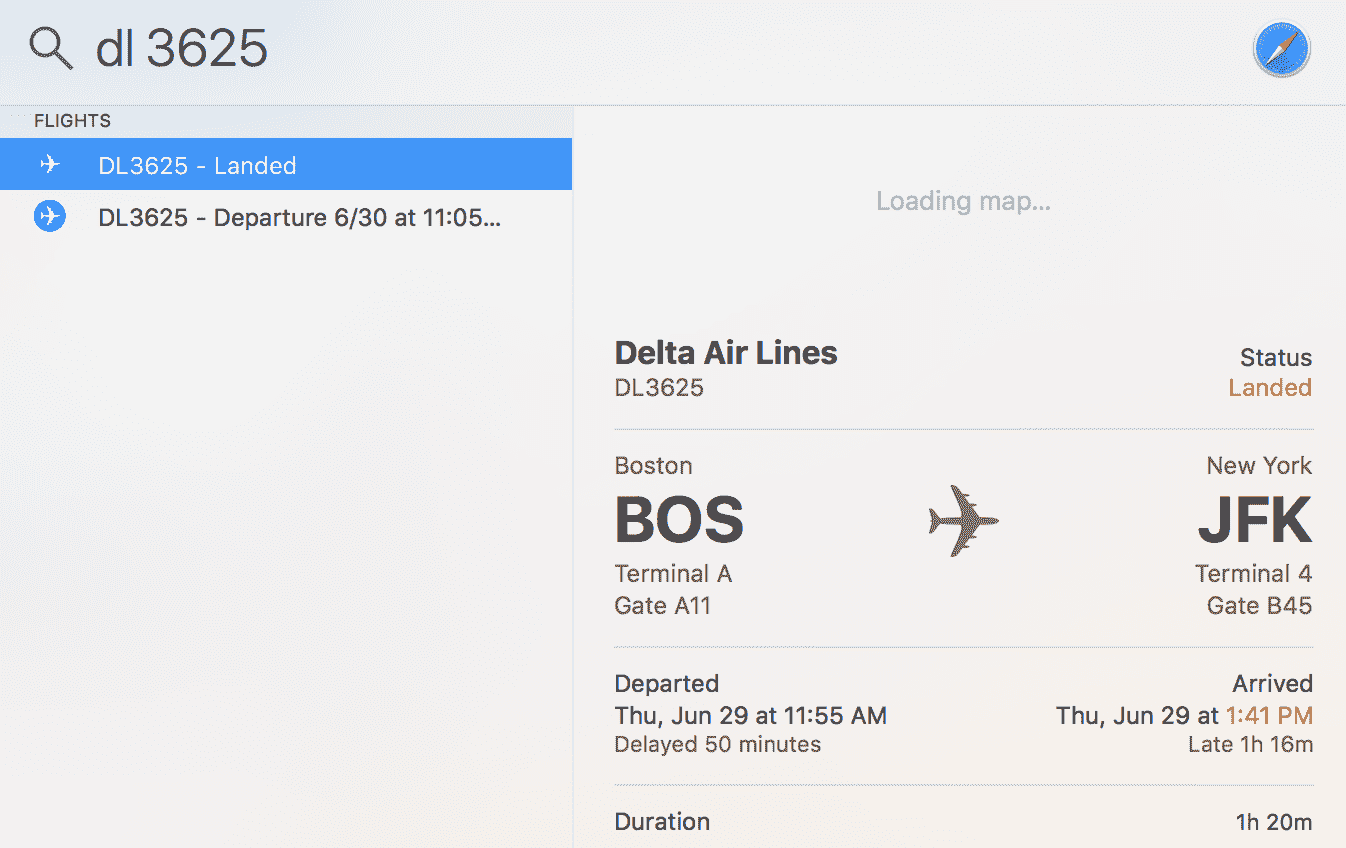 dl 3625
FLIGHTS
DL3625 - Landed
DL3625 - Departure 6/30 at 11:05...
Loading map...
Delta Air Lines
Status
DL3625
Landed
Boston
New York
BOS
JFK
Terminal A
Terminal 4
Gate A11
Gate B45
Departed
Arrived
Thu, Jun 29 at 11:55 AM
Thu, Jun 29 at 1:41 PM
Delayed 50 minutes
Late 1h 16m
Duration
1h 20m